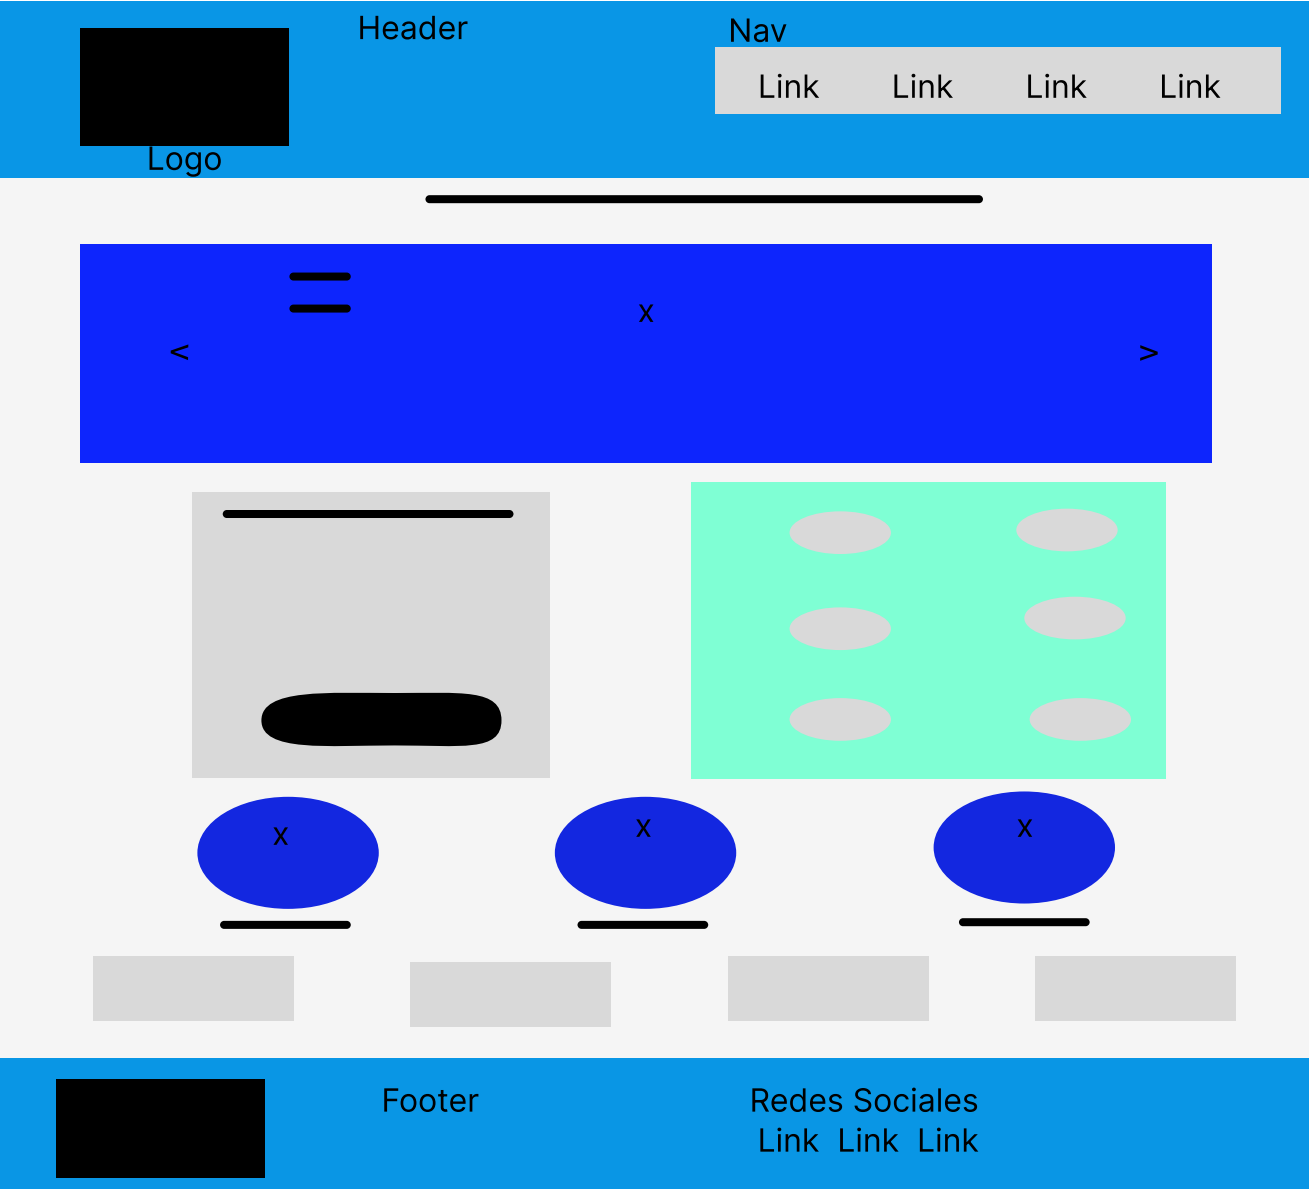 Header
Nav
Link Link Link Link
Logo
x
< >
x x x
Footer
Redes Sociales
Link Link Link